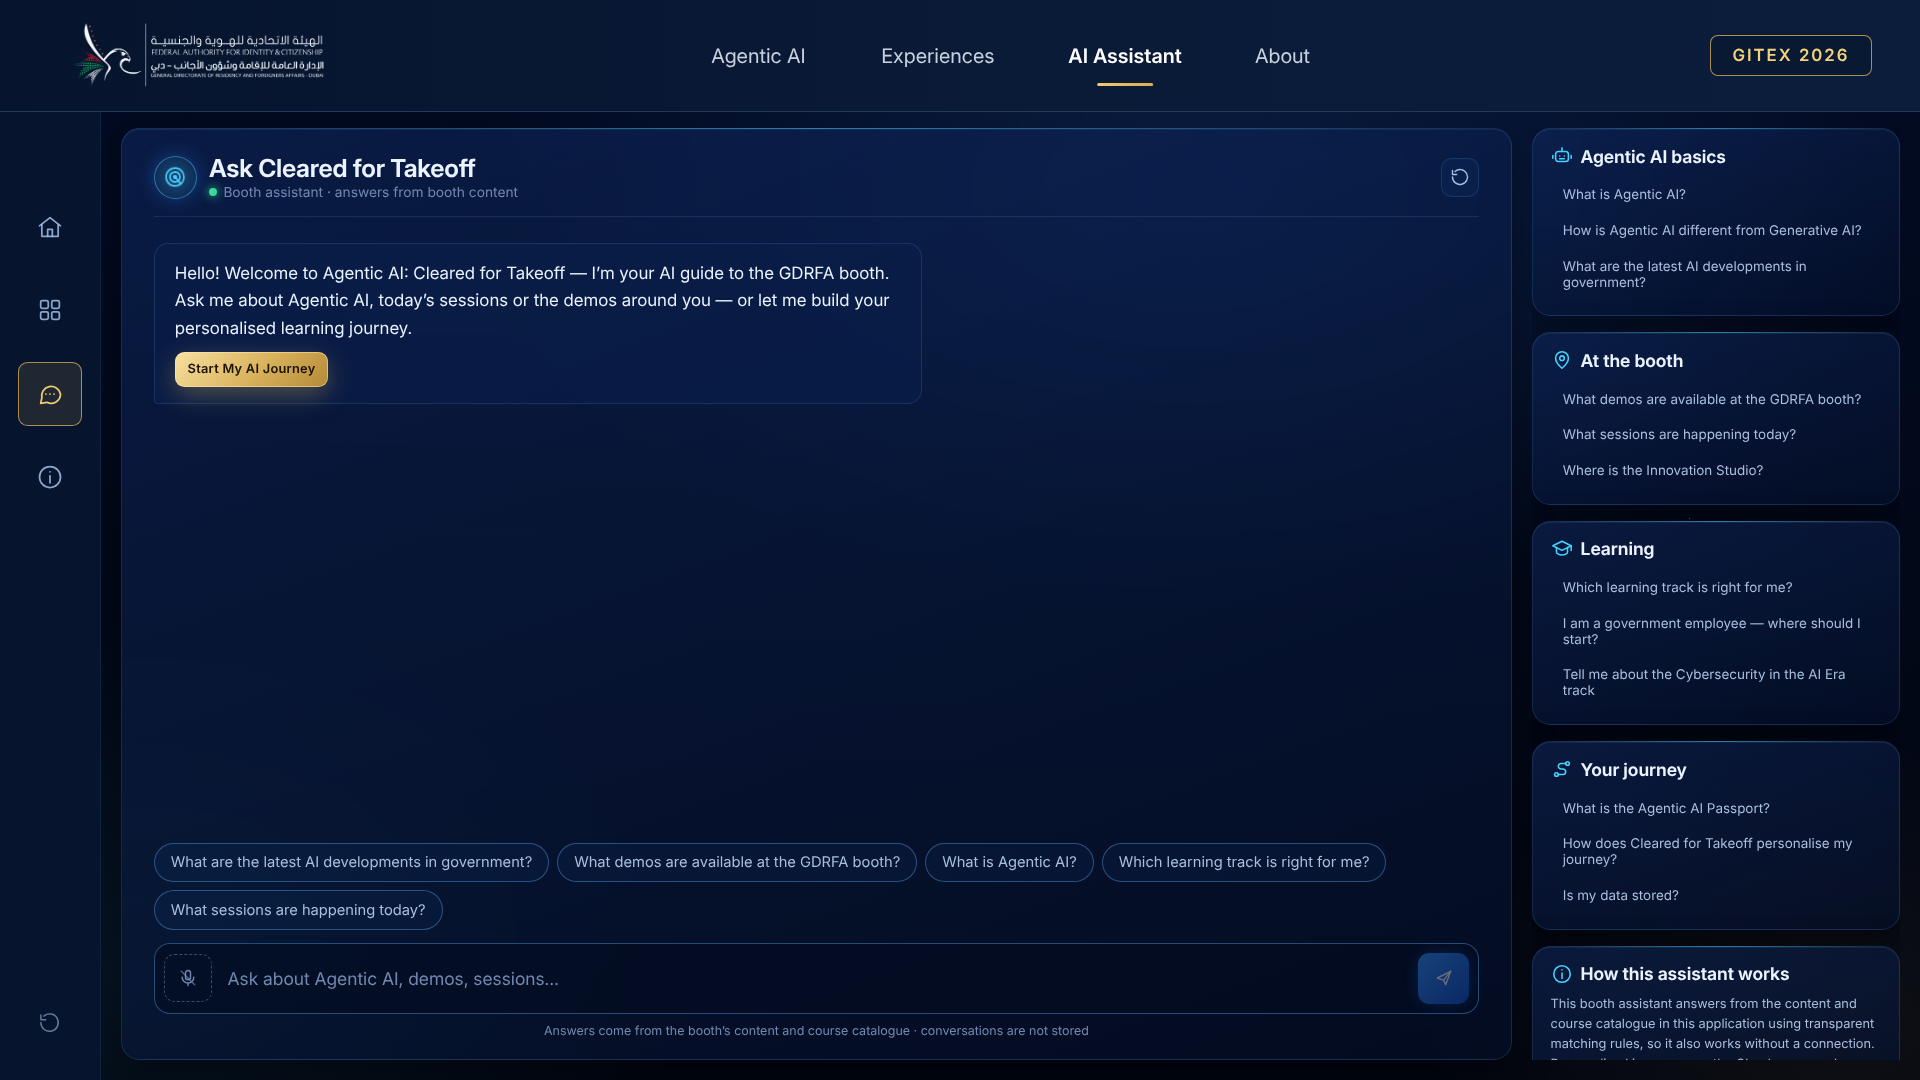 الهيئة الاتحادية للهـوية والجنسيـة
FEDERAL AUTHORITY FOR IDENTITY & CITIZENSHIP
الإدارة العامة للإقامة وشؤون الأجانب - دبي
GENERAL DIRECTORATE OF RESIDENCY AND FOREIGNERS AFFAIRS - DUBAI
Agentic AI
Experiences
AI Assistant
About
GITEX 2026
Ask Cleared for Takeoff
Booth assistant · answers from booth content
Hello! Welcome to Agentic AI: Cleared for Takeoff — I’m your AI guide to the GDRFA booth.
Ask me about Agentic AI, today’s sessions or the demos around you — or let me build your
personalised learning journey.
Start My AI Journey
What are the latest AI developments in government?
What demos are available at the GDRFA booth?
What is Agentic AI?
Which learning track is right for me?
What sessions are happening today?
Ask about Agentic AI, demos, sessions...
Answers come from the booth’s content and course catalogue · conversations are not stored
Agentic AI basics
What is Agentic AI?
How is Agentic AI different from Generative AI?
What are the latest AI developments in
government?
At the booth
What demos are available at the GDRFA booth?
What sessions are happening today?
Where is the Innovation Studio?
Learning
Which learning track is right for me?
I am a government employee — where should I
start?
Tell me about the Cybersecurity in the AI Era
track
Your journey
What is the Agentic AI Passport?
How does Cleared for Takeoff personalise my
journey?
Is my data stored?
How this assistant works
This booth assistant answers from the content and
course catalogue in this application using transparent
matching rules, so it also works without a connection.